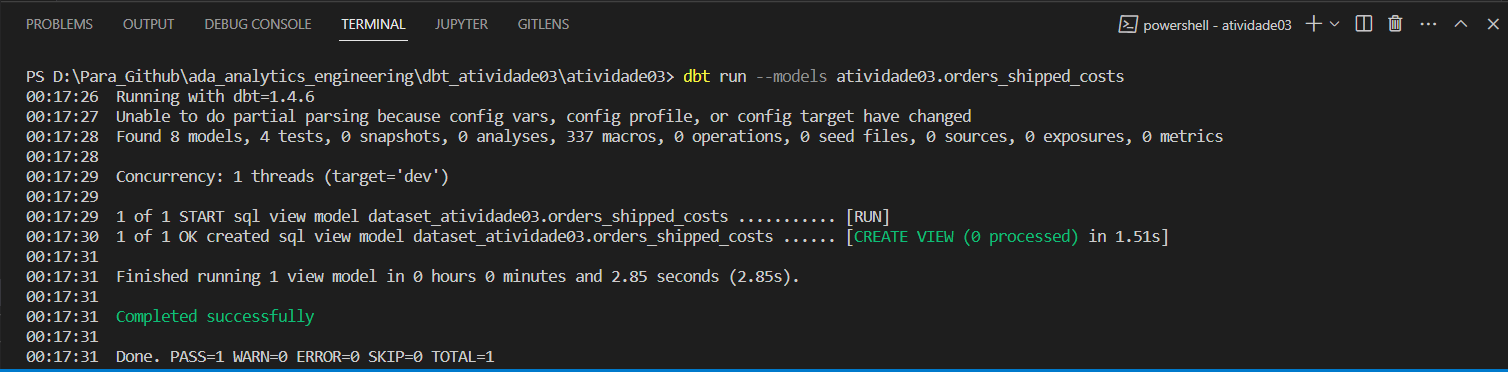 PROBLEMS OUTPUT DEBUG CONSOLE TERMINAL JUPYTER GITLENS powershell - atividade03
PS D:\Para_Github\ada_analytics_engineering\dbt_atividade03\atividade03> dbt run --models atividade03.orders_shipped_costs
00:17:26  Running with dbt=1.4.6
00:17:27  Unable to do partial parsing because config vars, config profile, or config target have changed
00:17:28  Found 8 models, 4 tests, 0 snapshots, 0 analyses, 337 macros, 0 operations, 0 seed files, 0 sources, 0 exposures, 0 metrics
00:17:28
00:17:29  Concurrency: 1 threads (target='dev')
00:17:29
00:17:29  1 of 1 START sql view model dataset_atividade03.orders_shipped_costs ........... [RUN]
00:17:30  1 of 1 OK created sql view model dataset_atividade03.orders_shipped_costs ...... [CREATE VIEW (0 processed) in 1.51s]
00:17:31
00:17:31  Finished running 1 view model in 0 hours 0 minutes and 2.85 seconds (2.85s).
00:17:31
00:17:31  Completed successfully
00:17:31
00:17:31  Done. PASS=1 WARN=0 ERROR=0 SKIP=0 TOTAL=1